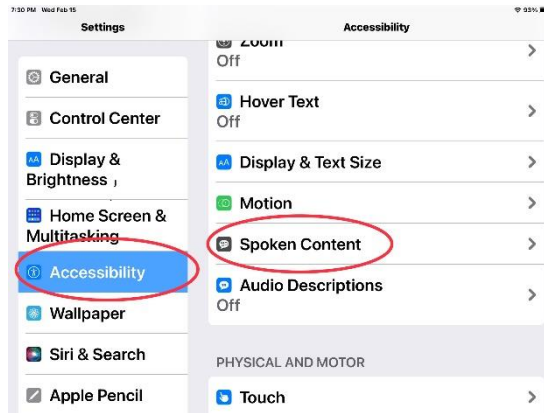 7:30 PM Wed Feb 15
93%
Settings
Accessibility
General
Control Center
Display &
Brightness
Home Screen &
Multitasking
Accessibility
Wallpaper
Siri & Search
Apple Pencil
Zoom
Off
Hover Text
Off
Display & Text Size
Motion
Spoken Content
Audio Descriptions
Off
PHYSICAL AND MOTOR
Touch